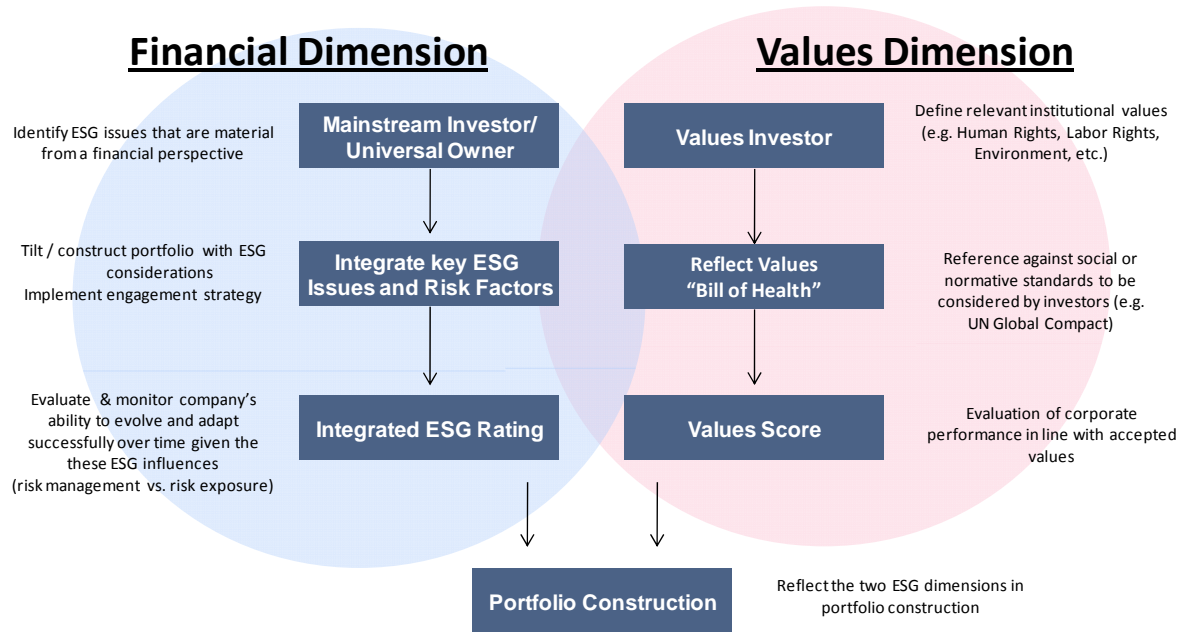 Financial Dimension
Values Dimension
Identify ESG issues that are material
from a financial perspective
Mainstream Investor/
Universal Owner
Values Investor
Define relevant institutional values
(e.g. Human Rights, Labor Rights,
Environment, etc.)
Tilt / construct portfolio with ESG
considerations
Implement engagement strategy
Integrate key ESG
Issues and Risk Factors
Reflect Values
“Bill of Health”
Reference against social or
normative standards to be
considered by investors (e.g.
UN Global Compact)
Evaluate & monitor company’s
ability to evolve and adapt
successfully over time given the
these ESG influences
(risk management vs. risk exposure)
Integrated ESG Rating
Values Score
Evaluation of corporate
performance in line with accepted
values
Portfolio Construction
Reflect the two ESG dimensions in
portfolio construction